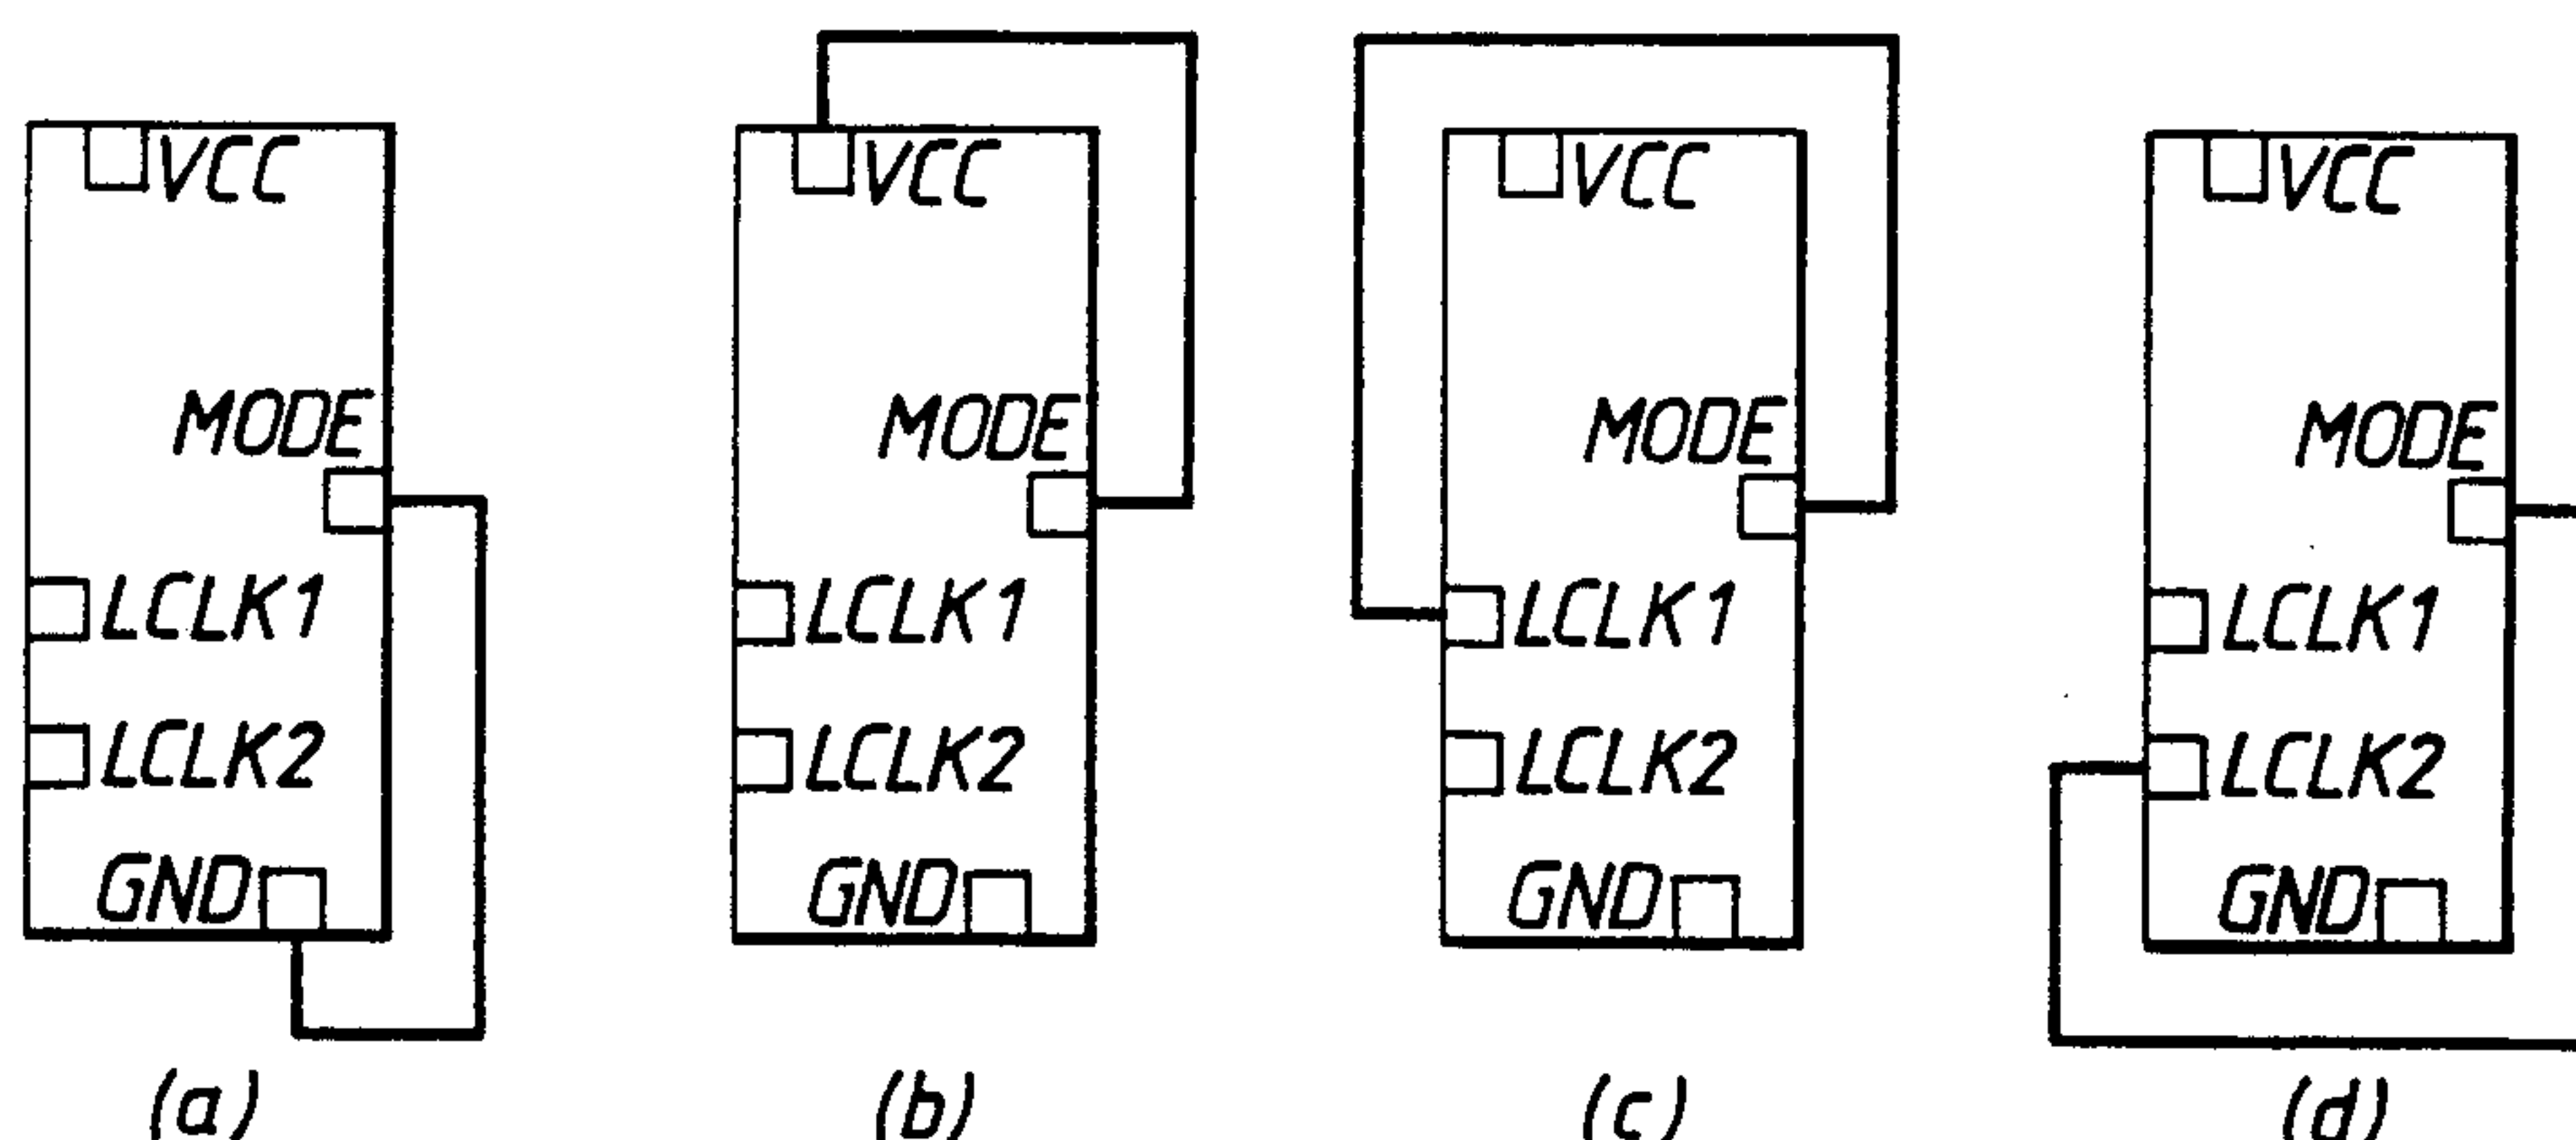 VCC
MODE
LCLK1
LCLK2
GND
(a)
VCC
MODE
LCLK1
LCLK2
GND
(b)
VCC
MODE
LCLK1
LCLK2
GND
(c)
VCC
MODE
LCLK1
LCLK2
GND
(d)